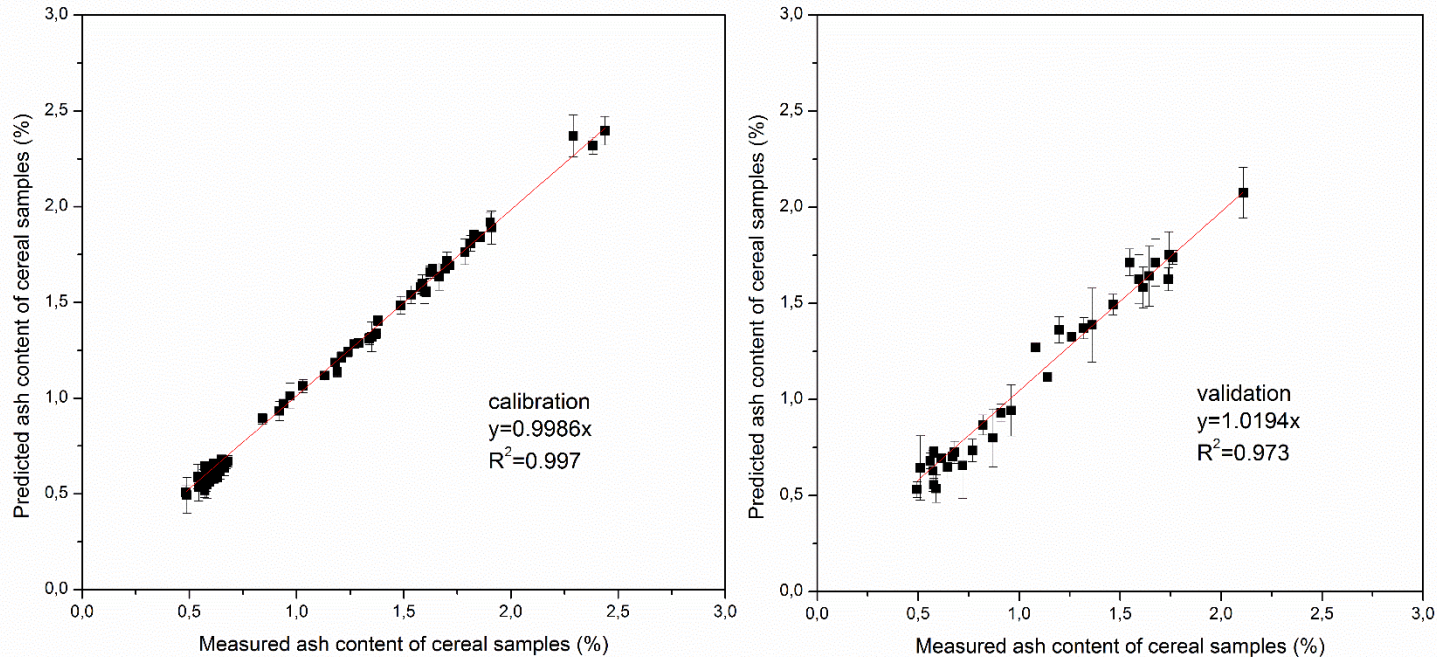 3,0
2,5
2,0
1,5
1,0
0,5
0,0
Predicted ash content of cereal samples (%)
calibration
y=0.9986x
R²=0.997
0,0 0,5 1,0 1,5 2,0 2,5 3,0
Measured ash content of cereal samples (%)
3,0
2,5
2,0
1,5
1,0
0,5
0,0
Predicted ash content of cereal samples (%)
validation
y=1.0194x
R²=0.973
0,0 0,5 1,0 1,5 2,0 2,5 3,0
Measured ash content of cereal samples (%)